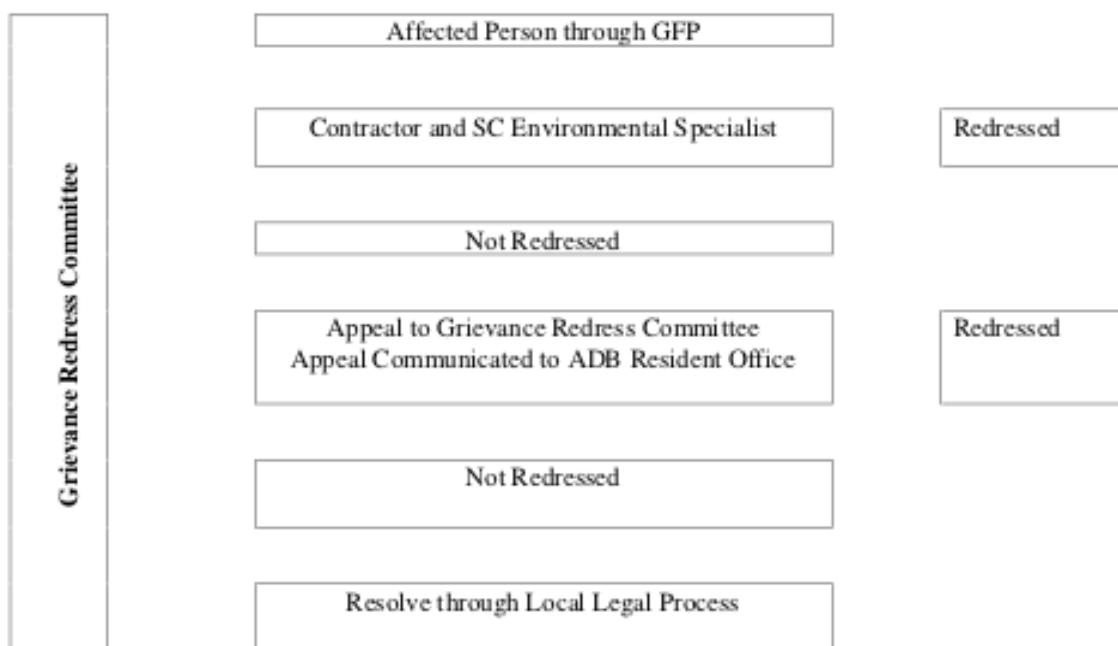 Grievance Redress Committee
Affected Person through GFP
Contractor and SC Environmental Specialist
Redressed
Not Redressed
Appeal to Grievance Redress Committee
Appeal Communicated to ADB Resident Office
Redressed
Not Redressed
Resolve through Local Legal Process